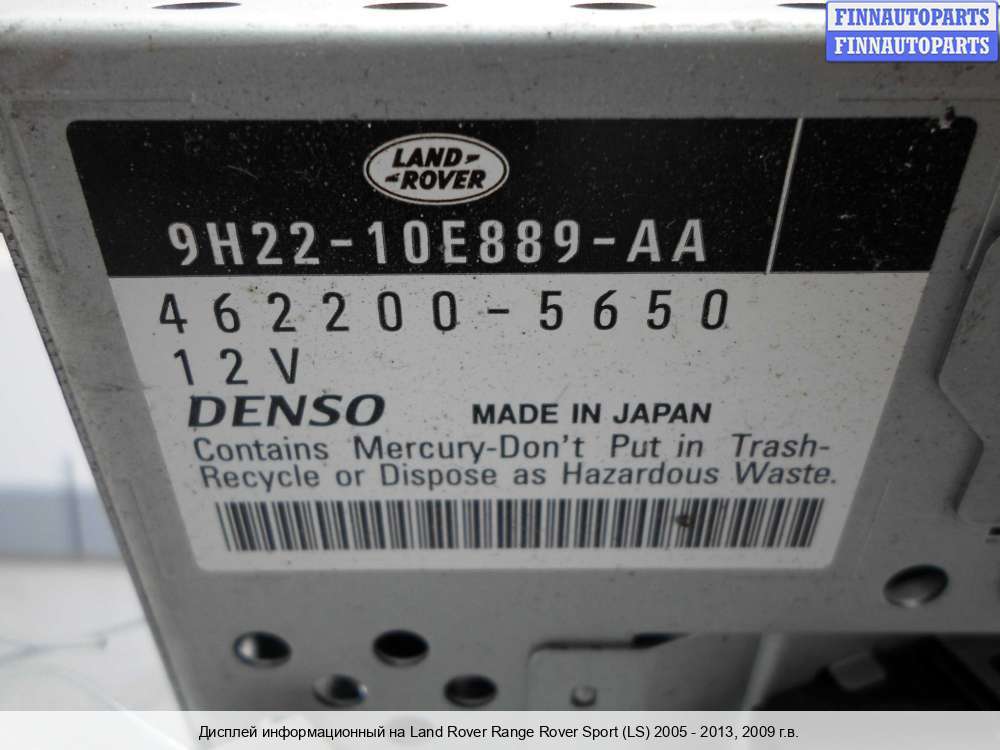 FINNAUTOPARTS
FINNAUTOPARTS
LAND-
-ROVER
9H22-10E889-AA
462200-5650
12V
DENSO MADE IN JAPAN
Contains Mercury-Don't Put in Trash-
Recycle or Dispose as Hazardous Waste.
Дисплей информационный на Land Rover Range Rover Sport (LS) 2005 - 2013, 2009 г.в.